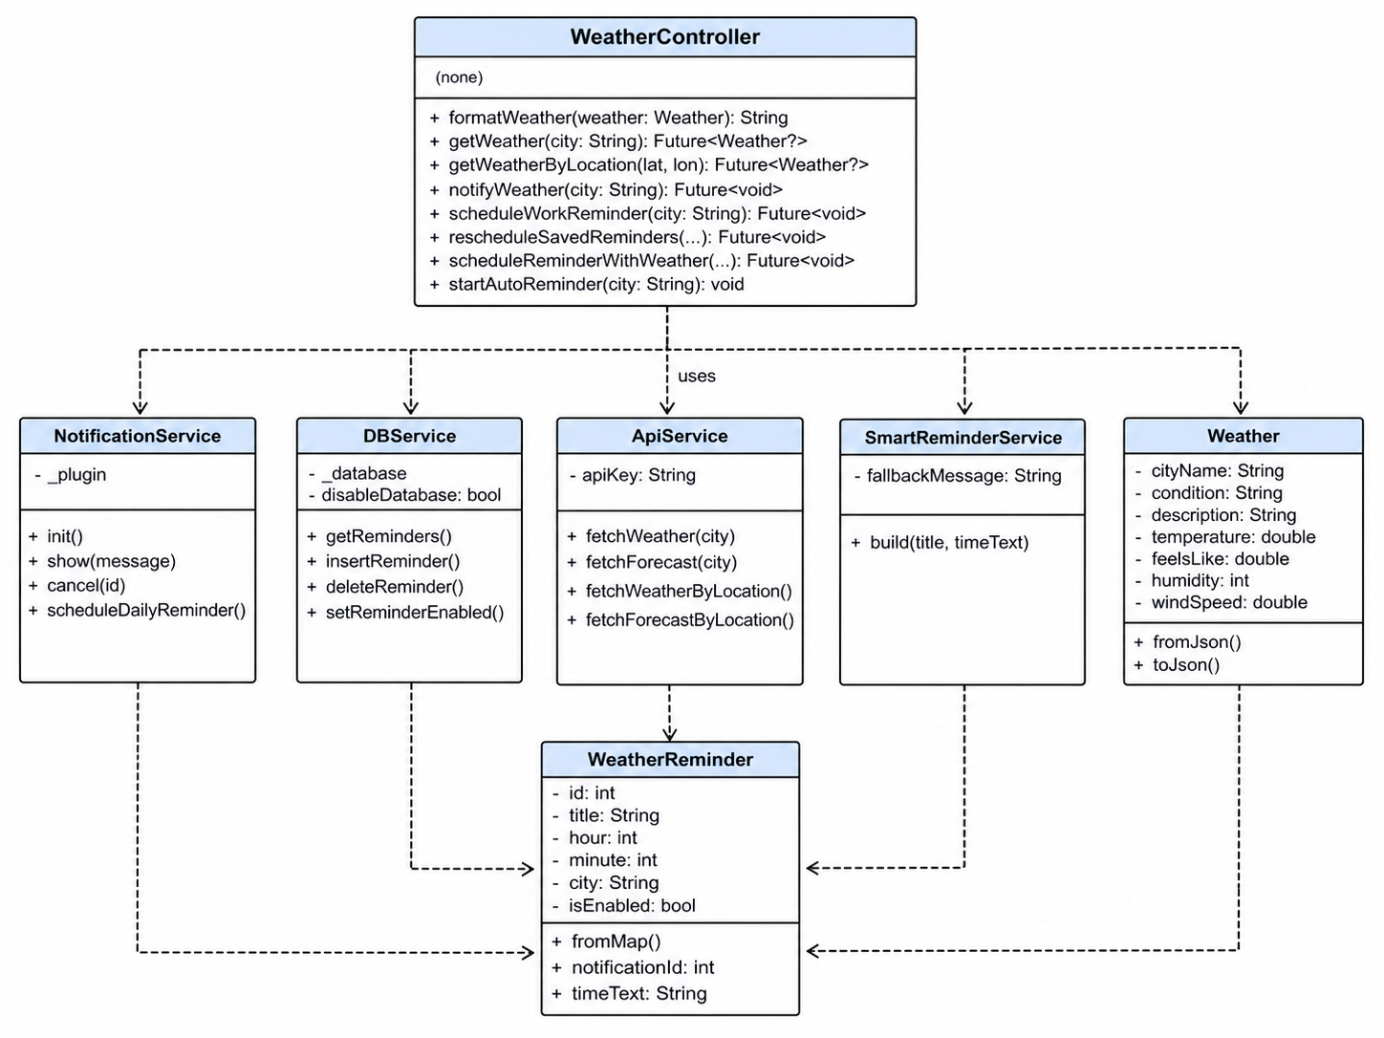 WeatherController
(none)
+ formatWeather(weather: Weather): String
+ getWeather(city: String): Future<Weather?>
+ getWeatherByLocation(lat, lon): Future<Weather?>
+ notifyWeather(city: String): Future<void>
+ scheduleWorkReminder(city: String): Future<void>
+ rescheduleSavedReminders(...): Future<void>
+ scheduleReminderWithWeather(...): Future<void>
+ startAutoReminder(city: String): void
uses
NotificationService
- _plugin
+ init()
+ show(message)
+ cancel(id)
+ scheduleDailyReminder()
DBService
- _database
- disableDatabase: bool
+ getReminders()
+ insertReminder()
+ deleteReminder()
+ setReminderEnabled()
ApiService
- apiKey: String
+ fetchWeather(city)
+ fetchForecast(city)
+ fetchWeatherByLocation()
+ fetchForecastByLocation()
SmartReminderService
- fallbackMessage: String
+ build(title, timeText)
Weather
- cityName: String
- condition: String
- description: String
- temperature: double
- feelsLike: double
- humidity: int
- windSpeed: double
+ fromJson()
+ toJson()
WeatherReminder
- id: int
- title: String
- hour: int
- minute: int
- city: String
- isEnabled: bool
+ fromMap()
+ notificationId: int
+ timeText: String